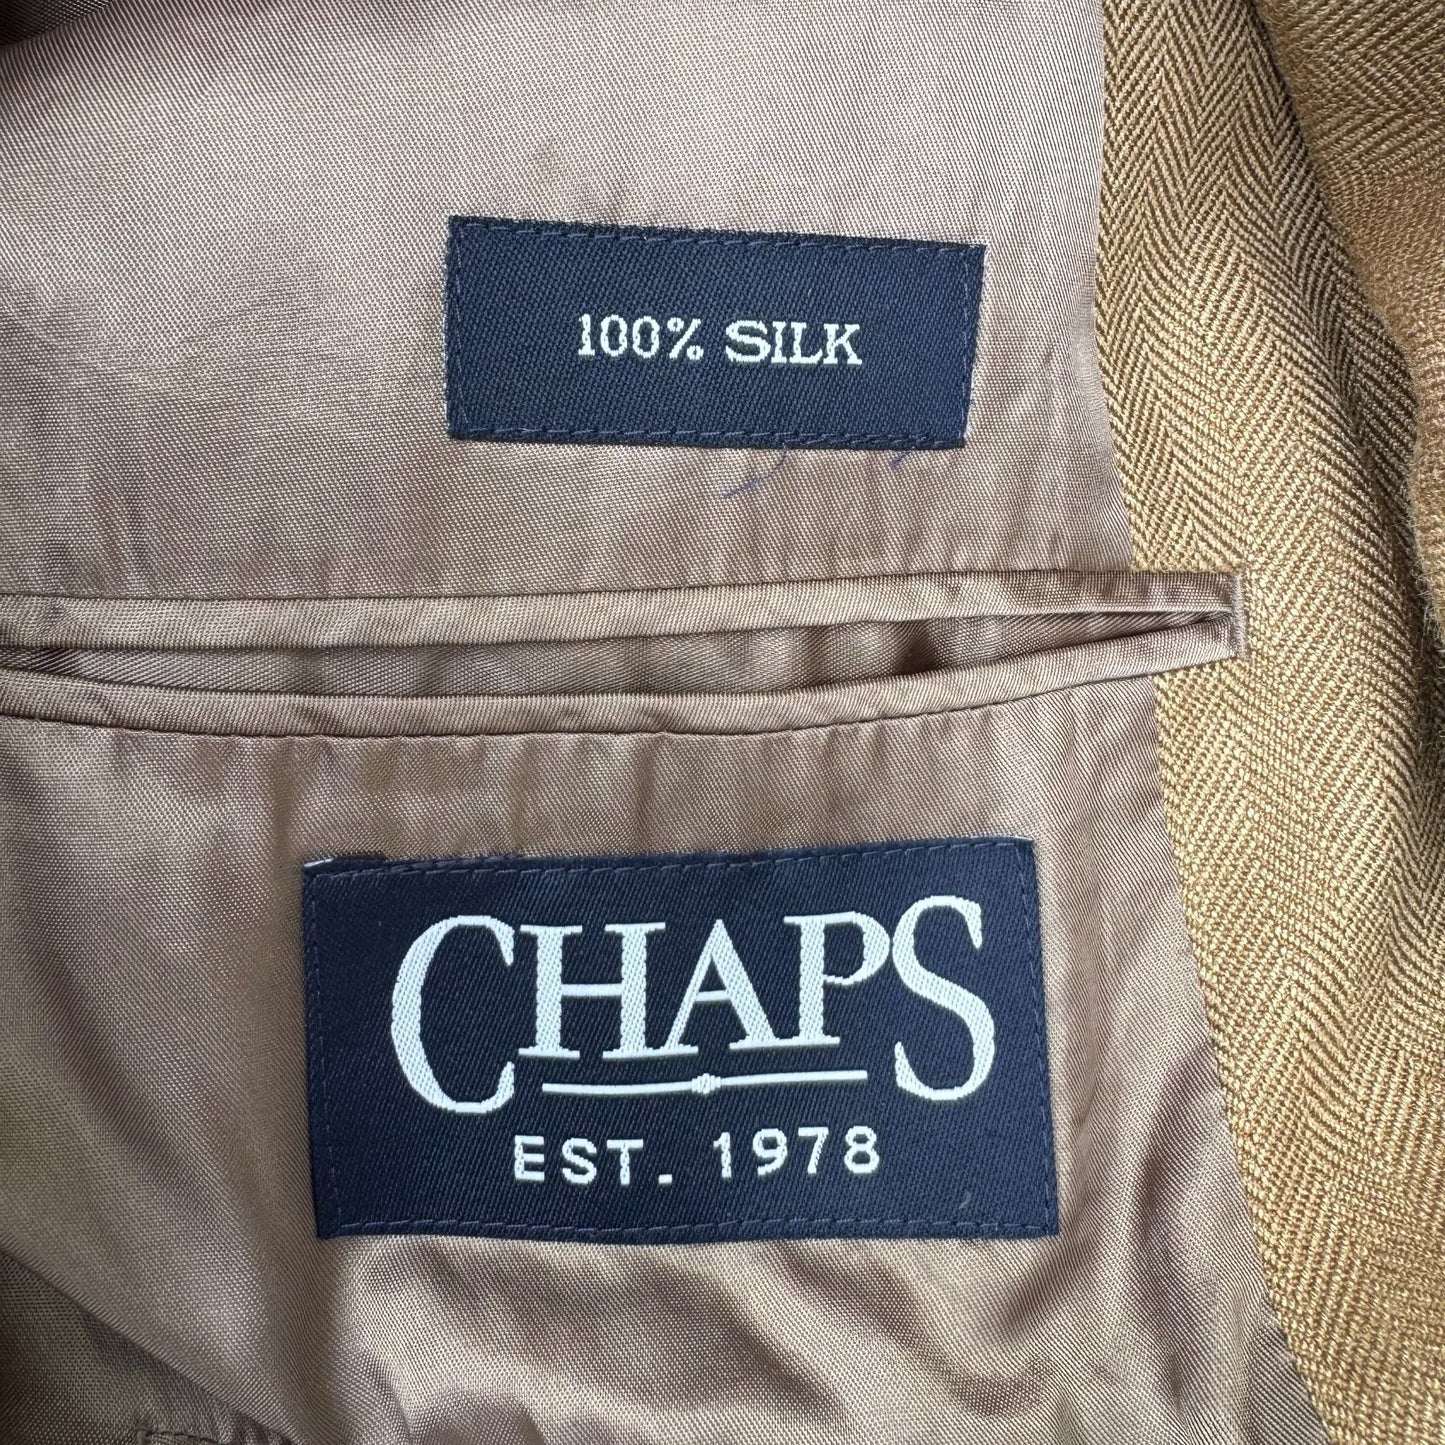 100% SILK
CHAPS
EST. 1978